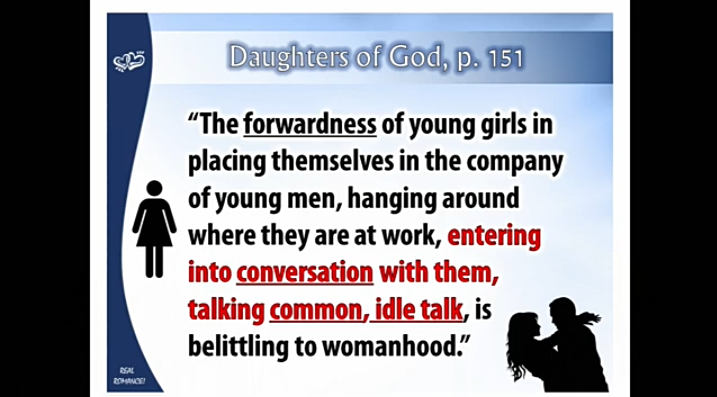 Daughters of God, p. 151
“The forwardness of young girls in
placing themselves in the company
of young men, hanging around
where they are at work, entering
into conversation with them,
talking common, idle talk, is
belittling to womanhood.”
REAL
ROMANCE!